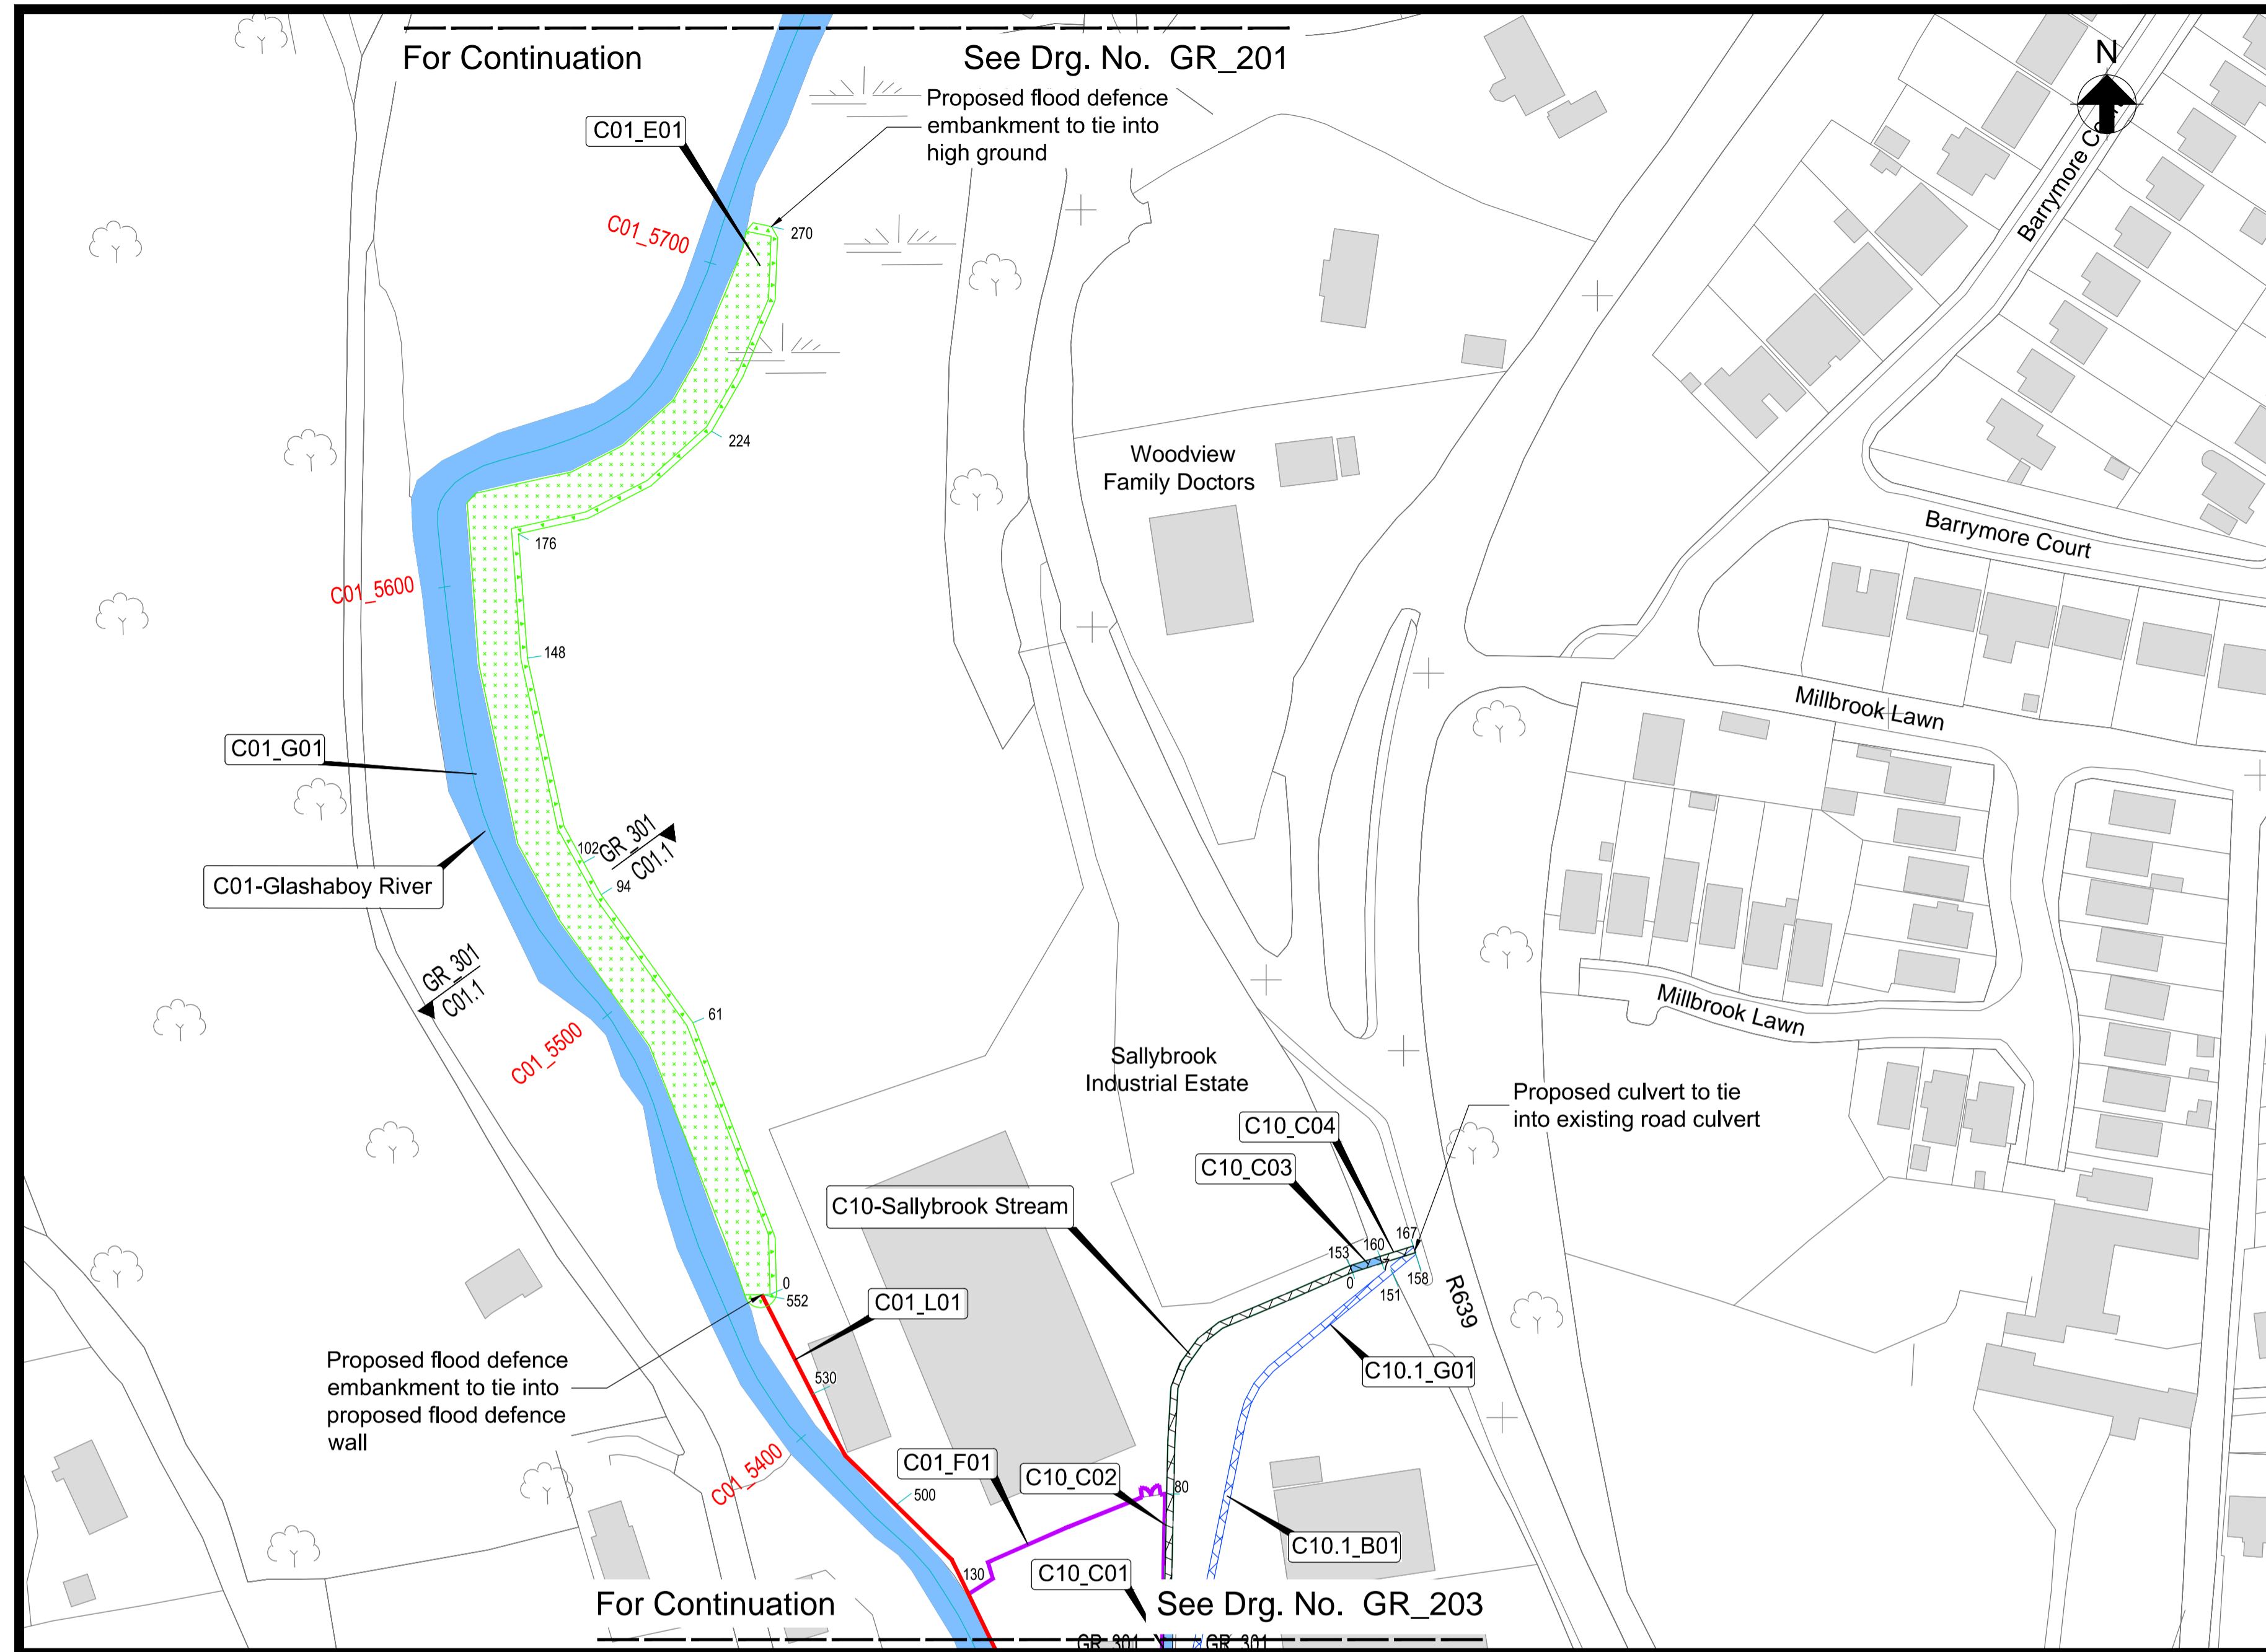 For Continuation
See Drg. No. GR_201
N
Proposed flood defence
embankment to tie into
high ground
C01_E01
C01_5700
270
Barrymore
Woodview
Family Doctors
224
176
Barrymore Court
C01_5600
148
Millbrook Lawn
C01_G01
GR_301
C01.1
102
94
C01-Glashaboy River
GR_301
C01.1
61
C01_5500
Millbrook Lawn
Sallybrook
Industrial Estate
Proposed culvert to tie
into existing road culvert
C10_C04
C10_C03
C10-Sallybrook Stream
153
160
167
0
7
151
158
R639
0
552
C01_L01
Proposed flood defence
embankment to tie into
proposed flood defence
wall
530
C10.1_G01
C01_5400
500
C01_F01
C10_C02
80
C10.1_B01
130
C10_C01
For Continuation
See Drg. No. GR_203
GR_301
GR_301